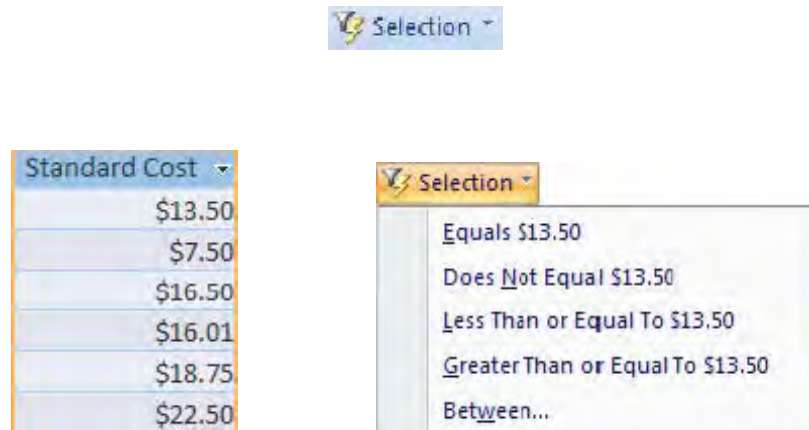 Selection
Standard Cost
$13.50
$7.50
$16.50
$16.01
$18.75
$22.50
Selection
Equals $13.50
Does Not Equal $13.50
Less Than or Equal To $13.50
Greater Than or Equal To $13.50
Between...